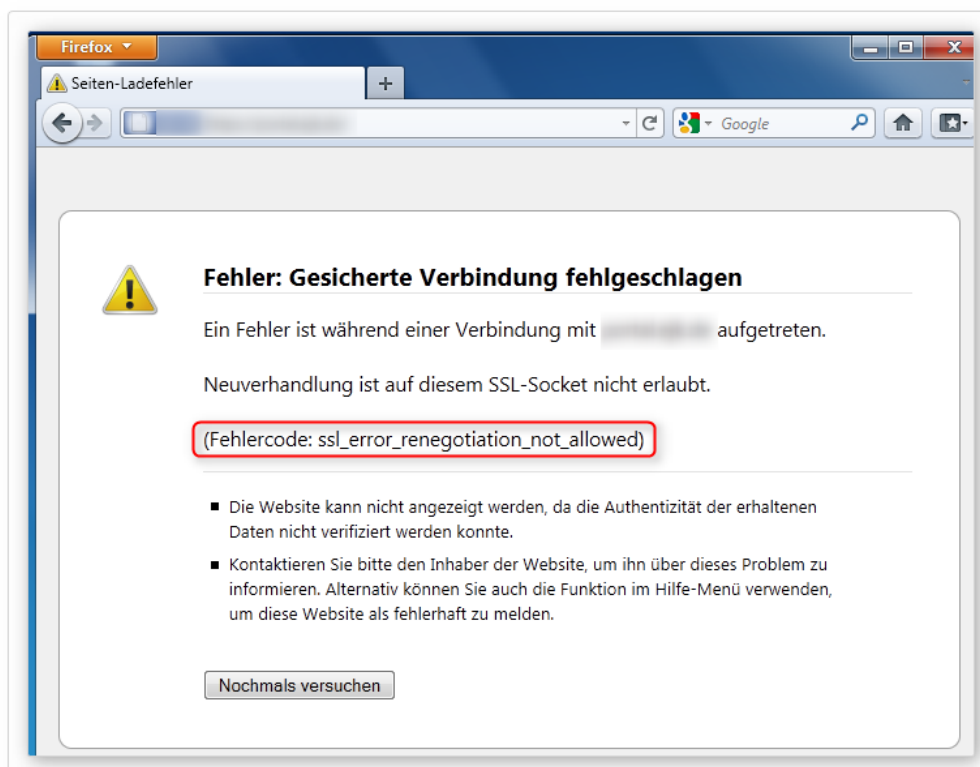 Firefox
Seiten-Ladefehler
Google
Fehler: Gesicherte Verbindung fehlgeschlagen
Ein Fehler ist während einer Verbindung mit aufgetreten.
Neuverhandlung ist auf diesem SSL-Socket nicht erlaubt.
(Fehlercode: ssl_error_renegotiation_not_allowed)
Die Website kann nicht angezeigt werden, da die Authentizität der erhaltenen
Daten nicht verifiziert werden konnte.
Kontaktieren Sie bitte den Inhaber der Website, um ihn über dieses Problem zu
informieren. Alternativ können Sie auch die Funktion im Hilfe-Menü verwenden,
um diese Website als fehlerhaft zu melden.
Nochmals versuchen